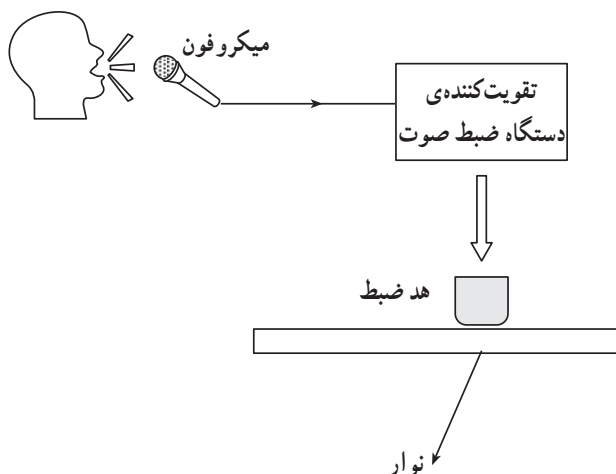 میکروفون
تقویت‌کننده‌ی
دستگاه ضبط صوت
هد ضبط
نوار